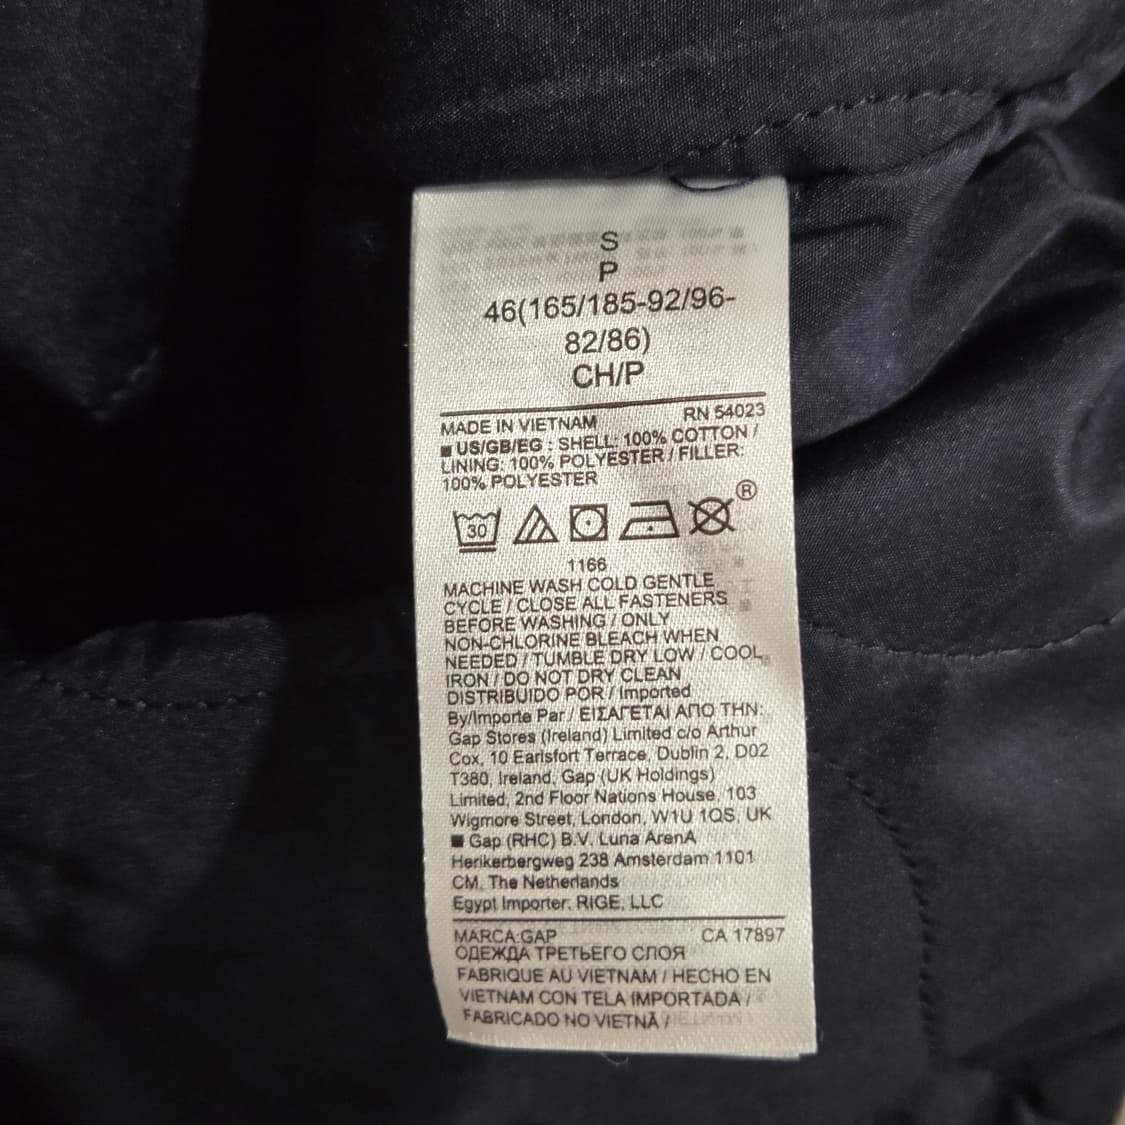 S
P
46(165/185-92/96-
82/86)
CH/P
MADE IN VIETNAM RN 54023
■ US/GB/EG : SHELL: 100% COTTON /
LINING: 100% POLYESTER / FILLER:
100% POLYESTER
30 ®
1166
MACHINE WASH COLD GENTLE
CYCLE / CLOSE ALL FASTENERS
BEFORE WASHING / ONLY
NON-CHLORINE BLEACH WHEN
NEEDED / TUMBLE DRY LOW / COOL
IRON / DO NOT DRY CLEAN
DISTRIBUIDO POR / Imported
By/Importe Par / ΕΙΣΑΓΕΤΑΙ ΑΠΟ ΤΗΝ:
Gap Stores (Ireland) Limited c/o Arthur
Cox, 10 Earlsfort Terrace, Dublin 2, D02
T380, Ireland, Gap (UK Holdings)
Limited, 2nd Floor Nations House, 103
Wigmore Street, London, W1U 1QS, UK
■ Gap (RHC) B.V. Luna ArenA
Herikerbergweg 238 Amsterdam 1101
CM, The Netherlands
Egypt Importer: RIGE, LLC
MARCA:GAP CA 17897
ОДЕЖДА ТРЕТЬЕГО СЛОЯ
FABRIQUE AU VIETNAM / HECHO EN
VIETNAM CON TELA IMPORTADA /
FABRICADO NO VIETNÃ /